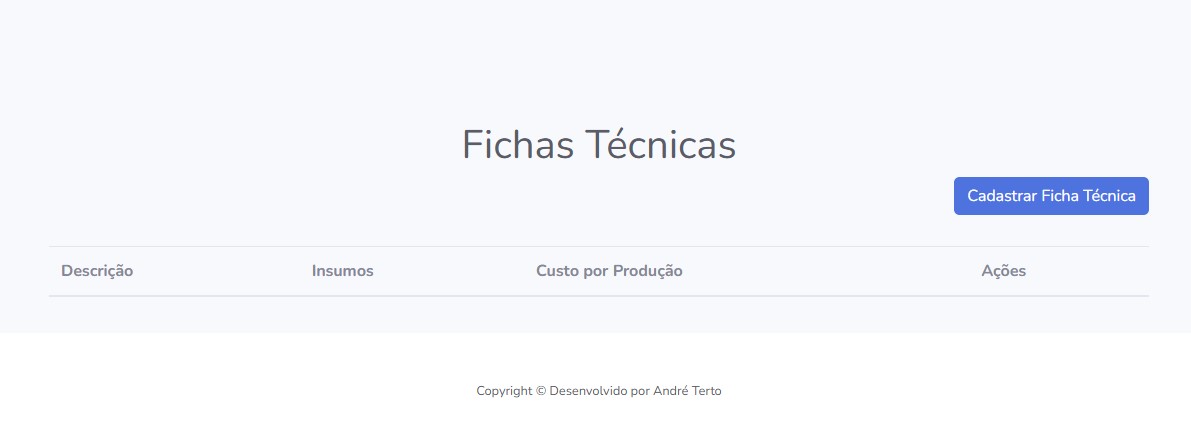 Fichas Técnicas
Cadastrar Ficha Técnica
Descrição Insumos Custo por Produção Ações
Copyright © Desenvolvido por André Terto